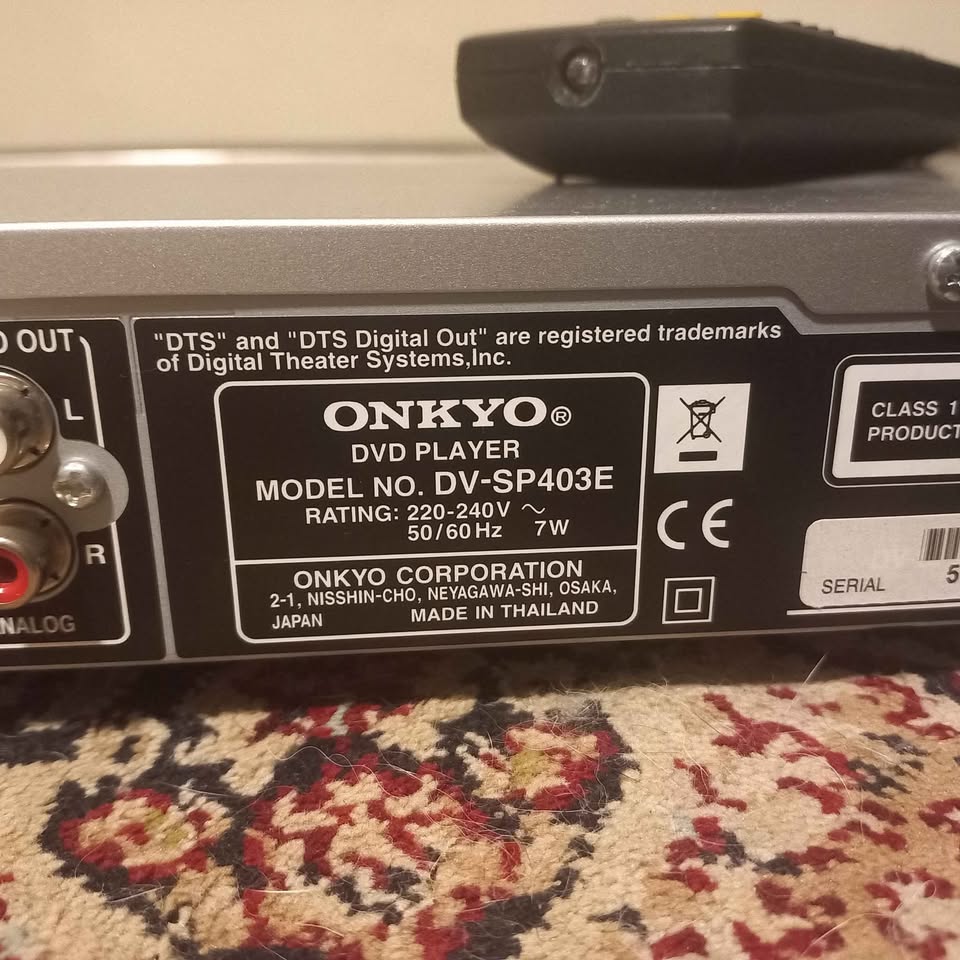 OUT
L
R
ANALOG
"DTS" and "DTS Digital Out" are registered trademarks
of Digital Theater Systems,Inc.
ONKYO®
DVD PLAYER
MODEL NO. DV-SP403E
RATING: 220-240V ~
50/60Hz 7W
ONKYO CORPORATION
2-1, NISSHIN-CHO, NEYAGAWA-SHI, OSAKA,
JAPAN MADE IN THAILAND
CE
CLASS 1
PRODUCT
SERIAL 5